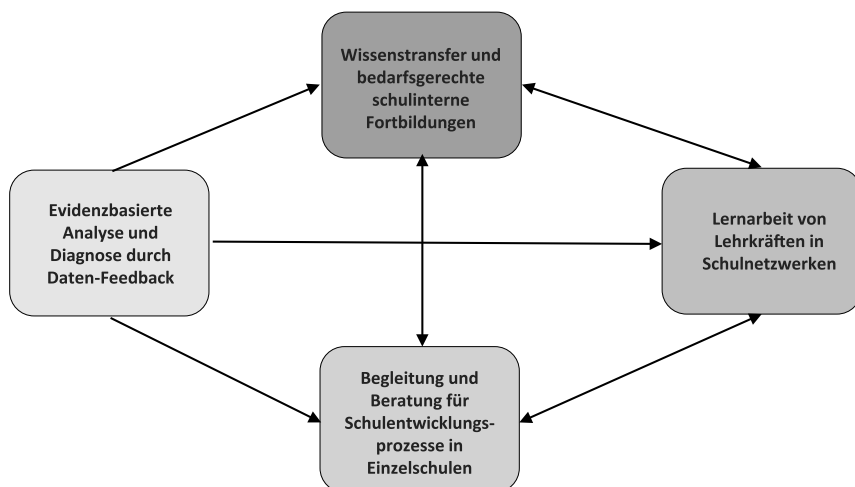 Wissenstransfer und
bedarfsgerechte
schulinterne
Fortbildungen
Evidenzbasierte
Analyse und
Diagnose durch
Daten-Feedback
Lernarbeit von
Lehrkräften in
Schulnetzwerken
Begleitung und
Beratung für
Schulentwicklungs-
prozesse in
Einzelschulen